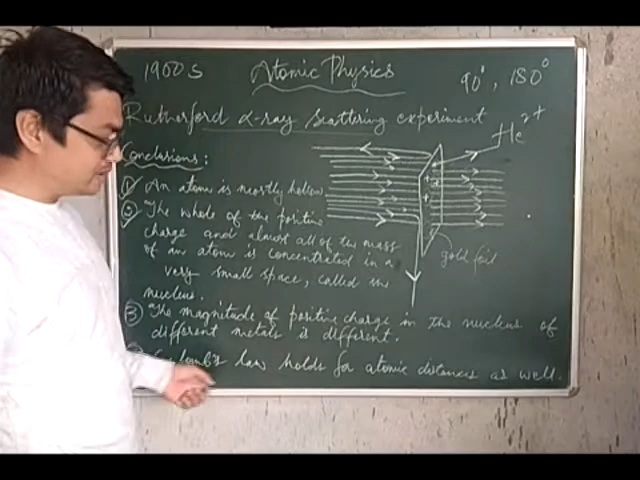 1900s
Atomic Physics
90°, 180°
Rutherford α-ray scattering experiment
He²⁺
Conclusions:
① An atom is mostly hollow.
② The whole of the positive
charge and almost all of the mass
of an atom is concentrated in a
very small space, called the
nucleus.
gold foil
③ The magnitude of positive charge in the nucleus of
different metals is different.
Coulomb's law holds for atomic distances as well.